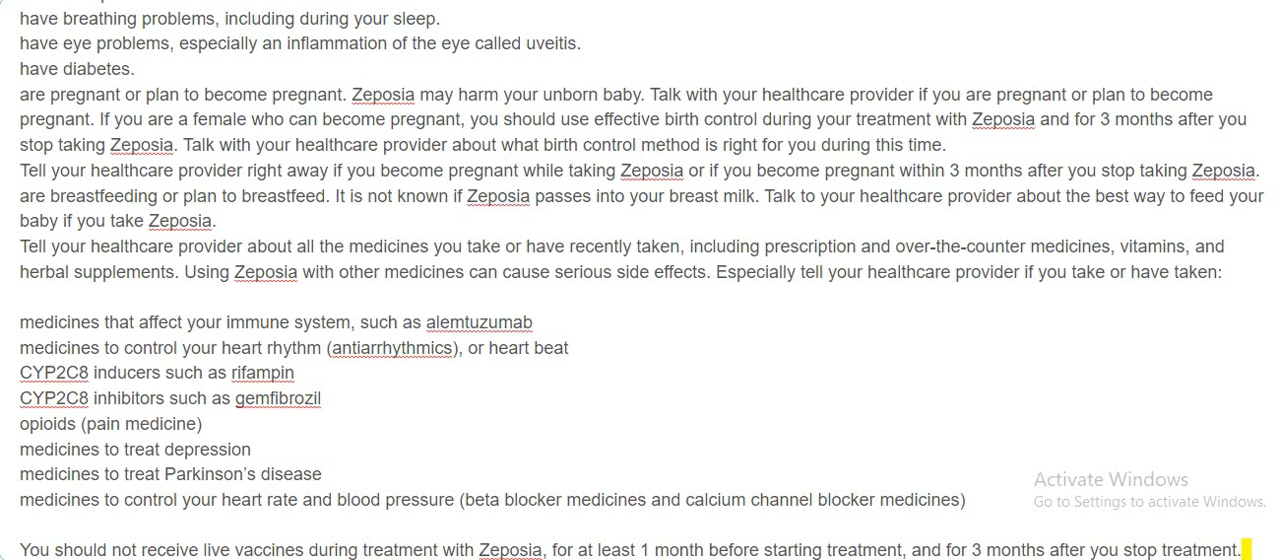 have breathing problems, including during your sleep.
have eye problems, especially an inflammation of the eye called uveitis.
have diabetes.
are pregnant or plan to become pregnant. Zeposia may harm your unborn baby. Talk with your healthcare provider if you are pregnant or plan to become
pregnant. If you are a female who can become pregnant, you should use effective birth control during your treatment with Zeposia and for 3 months after you
stop taking Zeposia. Talk with your healthcare provider about what birth control method is right for you during this time.
Tell your healthcare provider right away if you become pregnant while taking Zeposia or if you become pregnant within 3 months after you stop taking Zeposia.
are breastfeeding or plan to breastfeed. It is not known if Zeposia passes into your breast milk. Talk to your healthcare provider about the best way to feed your
baby if you take Zeposia.
Tell your healthcare provider about all the medicines you take or have recently taken, including prescription and over-the-counter medicines, vitamins, and
herbal supplements. Using Zeposia with other medicines can cause serious side effects. Especially tell your healthcare provider if you take or have taken:
medicines that affect your immune system, such as alemtuzumab
medicines to control your heart rhythm (antiarrhythmics), or heart beat
CYP2C8 inducers such as rifampin
CYP2C8 inhibitors such as gemfibrozil
opioids (pain medicine)
medicines to treat depression
medicines to treat Parkinson’s disease
medicines to control your heart rate and blood pressure (beta blocker medicines and calcium channel blocker medicines)
Activate Windows
Go to Settings to activate Windows.
You should not receive live vaccines during treatment with Zeposia, for at least 1 month before starting treatment, and for 3 months after you stop treatment.